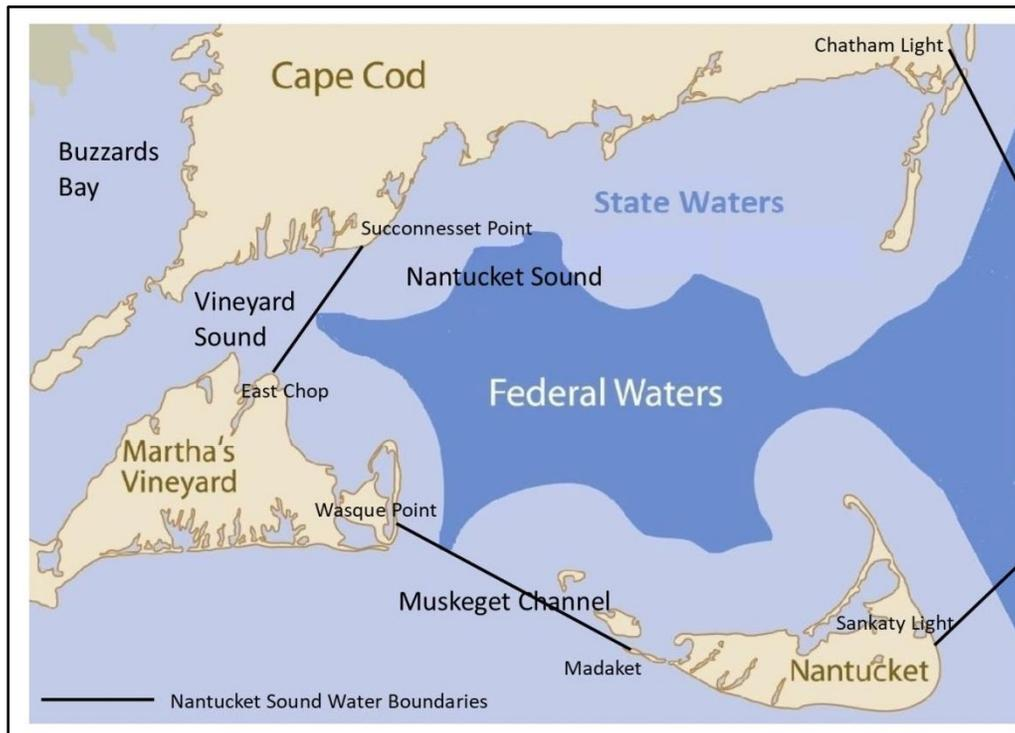 Chatham Light
Cape Cod
Buzzards
Bay
State Waters
Succonnesset Point
Nantucket Sound
Vineyard
Sound
East Chop
Federal Waters
Martha's
Vineyard
Wasque Point
Muskeget Channel
Sankaty Light
Madaket
Nantucket
Nantucket Sound Water Boundaries